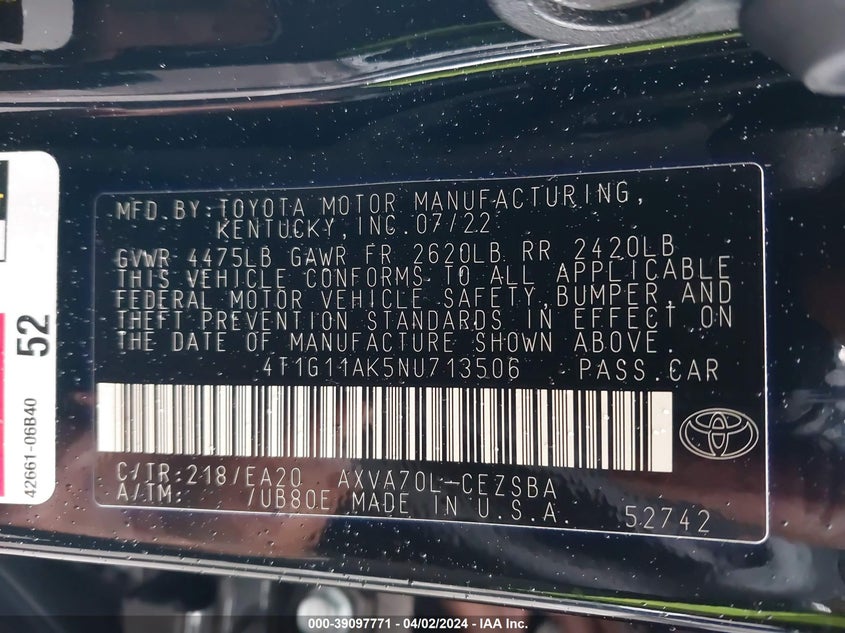 MFD.BY:TOYOTA MOTOR MANUFACTURING,
KENTUCKY, INC. 07/22
GVWR 4475LB GAWR FR 2620LB RR 2420LB
THIS VEHICLE CONFORMS TO ALL APPLICABLE
FEDERAL MOTOR VEHICLE SAFETY, BUMPER, AND
THEFT PREVENTION STANDARDS IN EFFECT ON
THE DATE OF MANUFACTURE SHOWN ABOVE.
4T1G11AK5NU713506 PASS.CAR
C/TR:218/EA20 AXVA70L-CEZSBA
A/TM: /UB80E MADE IN U.S.A. 52742
52
42661-06B40
000-39097771 - 04/02/2024 - IAA Inc.